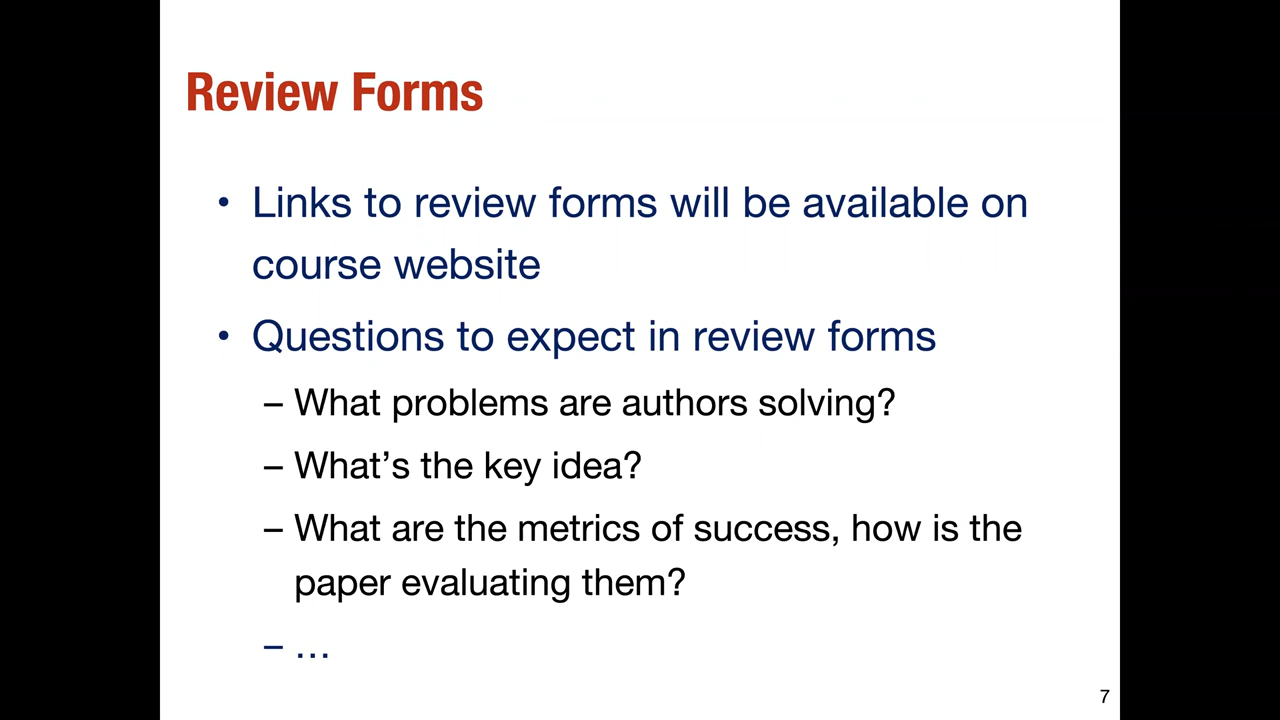 Review Forms
• Links to review forms will be available on
course website
• Questions to expect in review forms
– What problems are authors solving?
– What’s the key idea?
– What are the metrics of success, how is the
paper evaluating them?
– …
7